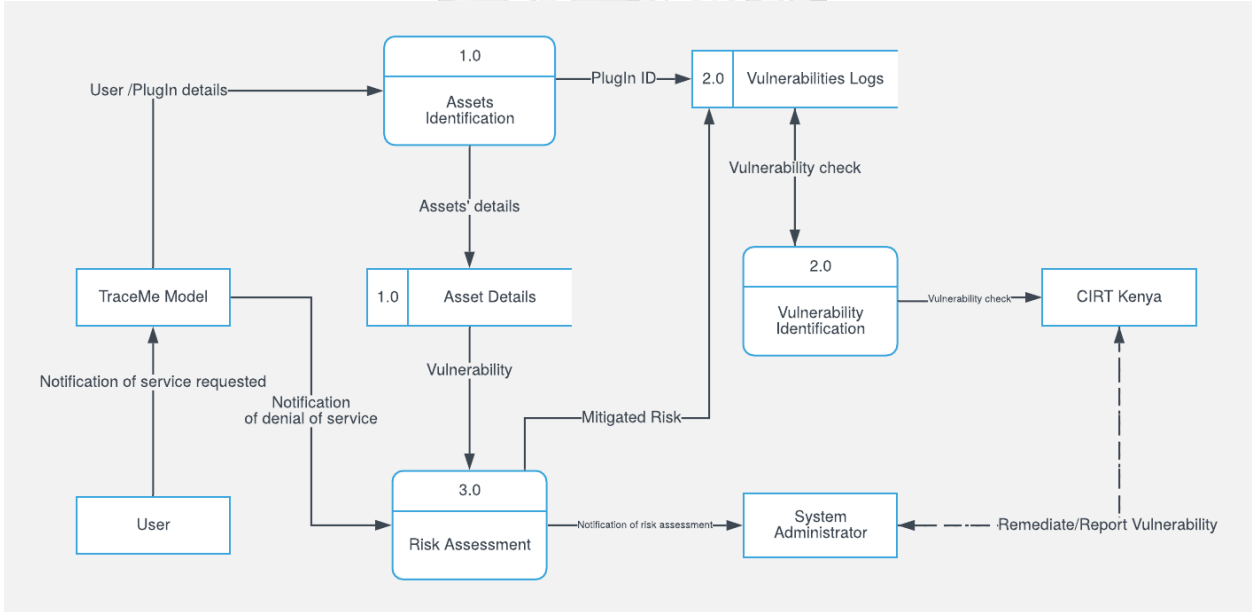 1.0
Assets
Identification
User /PlugIn details
PlugIn ID
2.0
Vulnerabilities Logs
Vulnerability check
Assets' details
2.0
Vulnerability
Identification
TraceMe Model
1.0
Asset Details
Vulnerability check
CIRT Kenya
Vulnerability
Notification of service requested
Notification
of denial of service
Mitigated Risk
3.0
Risk Assessment
User
Notification of risk assessment
System
Administrator
Remediate/Report Vulnerability